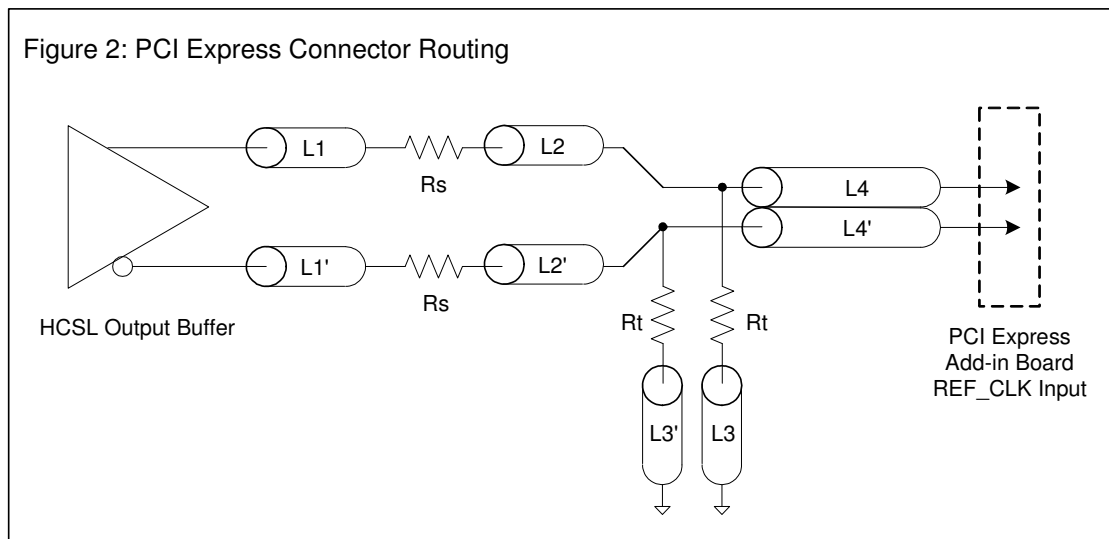 Figure 2: PCI Express Connector Routing
L1
Rs
L2
L4
L4'
L1'
Rs
L2'
HCSL Output Buffer
Rt
Rt
L3'
L3
PCI Express
Add-in Board
REF_CLK Input